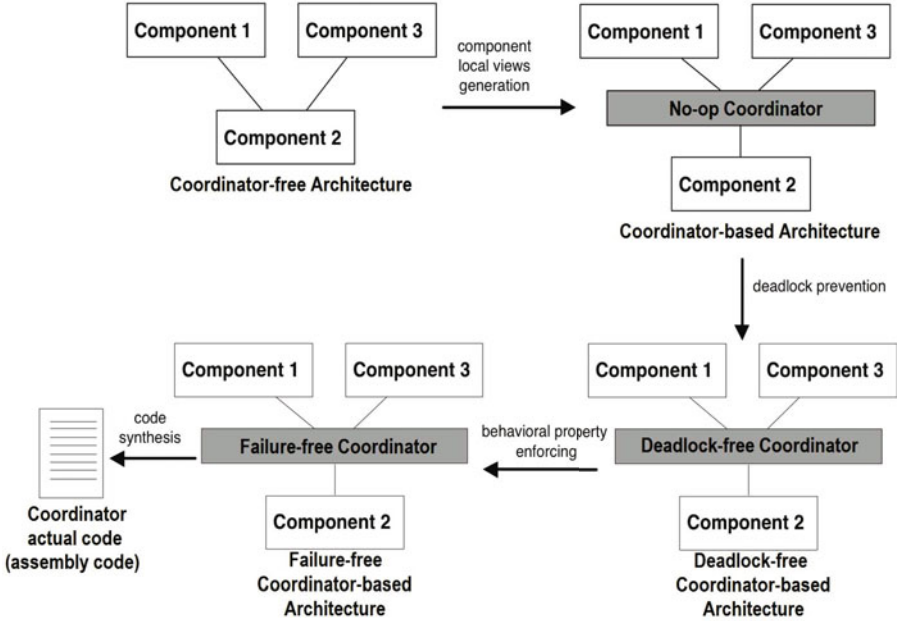 Component 1
Component 3
Component 2
Coordinator-free Architecture
component
local views
generation
Component 1
Component 3
No-op Coordinator
Component 2
Coordinator-based Architecture
deadlock prevention
Component 1
Component 3
Deadlock-free Coordinator
Component 2
Deadlock-free
Coordinator-based
Architecture
behavioral property
enforcing
Component 1
Component 3
Failure-free Coordinator
Component 2
Failure-free
Coordinator-based
Architecture
code
synthesis
Coordinator
actual code
(assembly code)